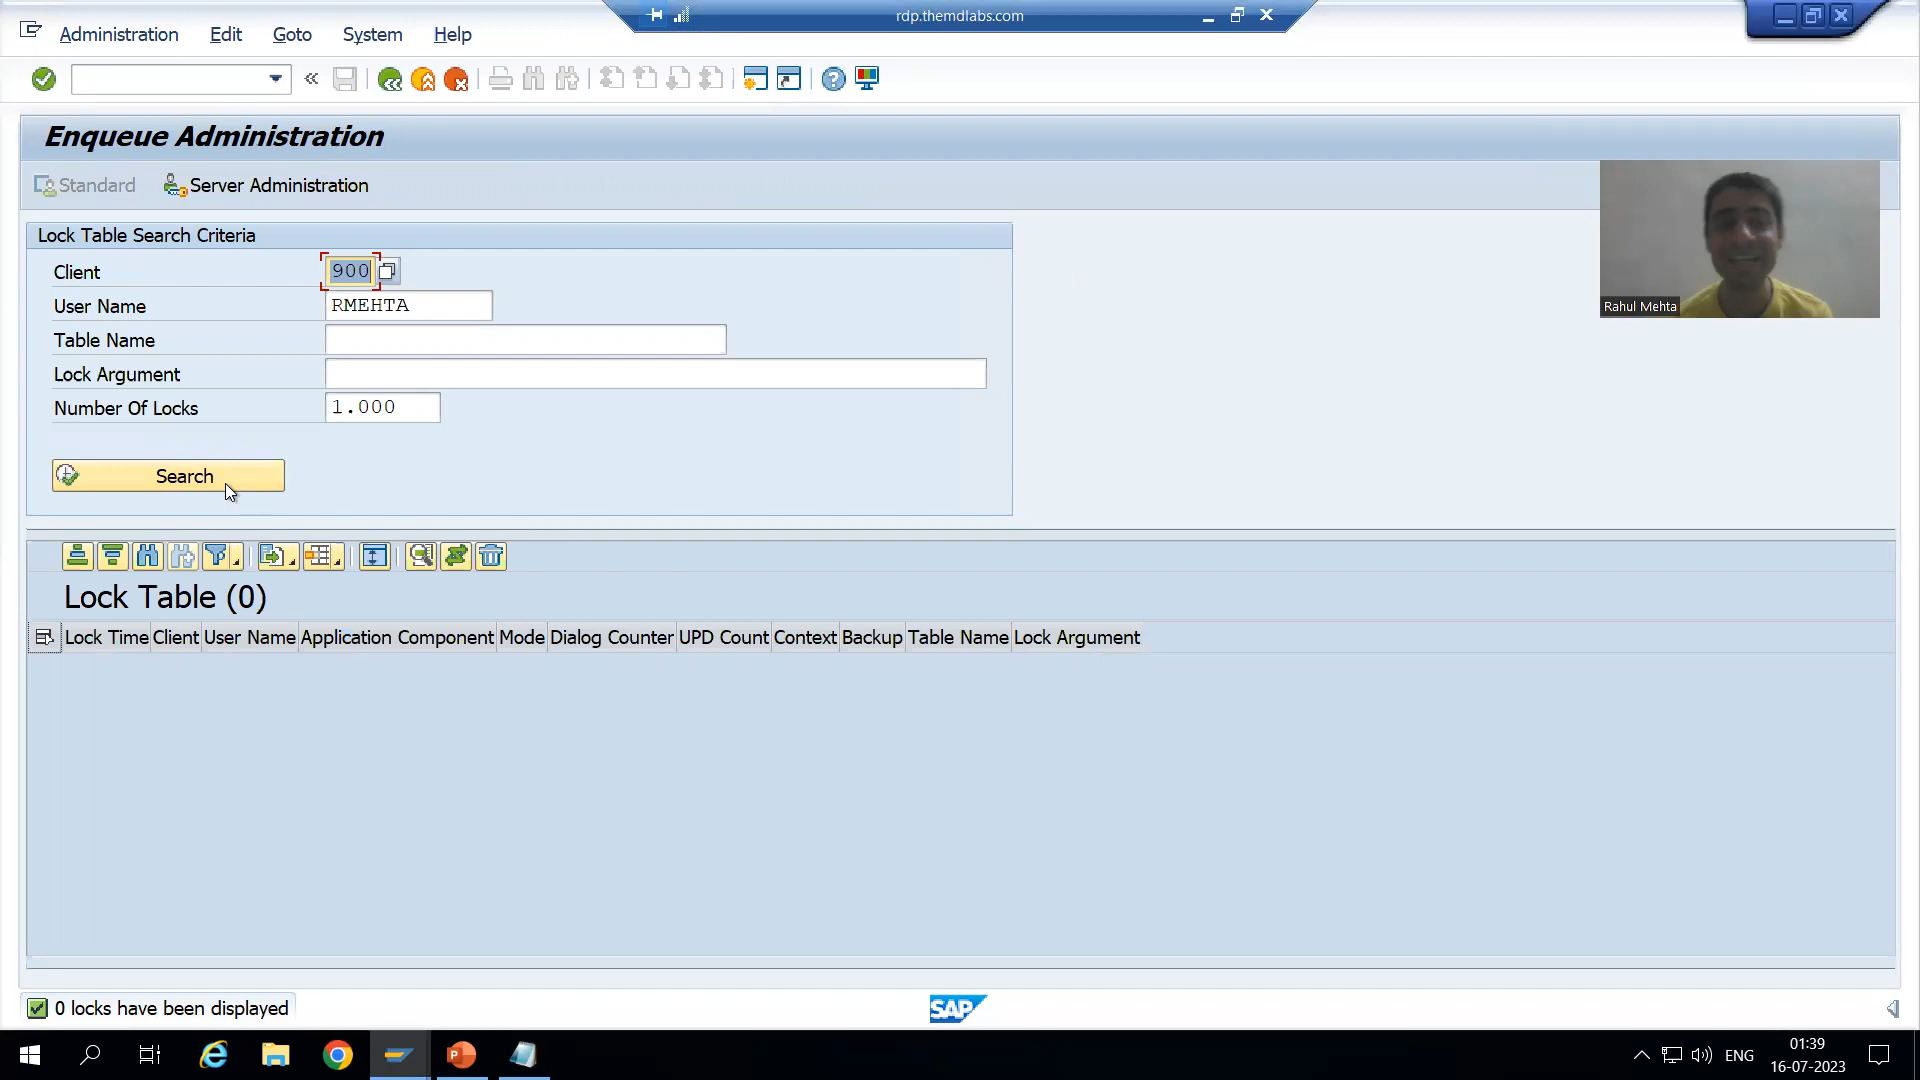 rdp.themdlabs.com
Administration Edit Goto System Help
Enqueue Administration
Standard Server Administration
Rahul Mehta
Lock Table Search Criteria
Client 900
User Name RMEHTA
Table Name
Lock Argument
Number Of Locks 1.000
Search
Lock Table (0)
Lock Time Client User Name Application Component Mode Dialog Counter UPD Count Context Backup Table Name Lock Argument
0 locks have been displayed
SAP
ENG
01:39
16-07-2023